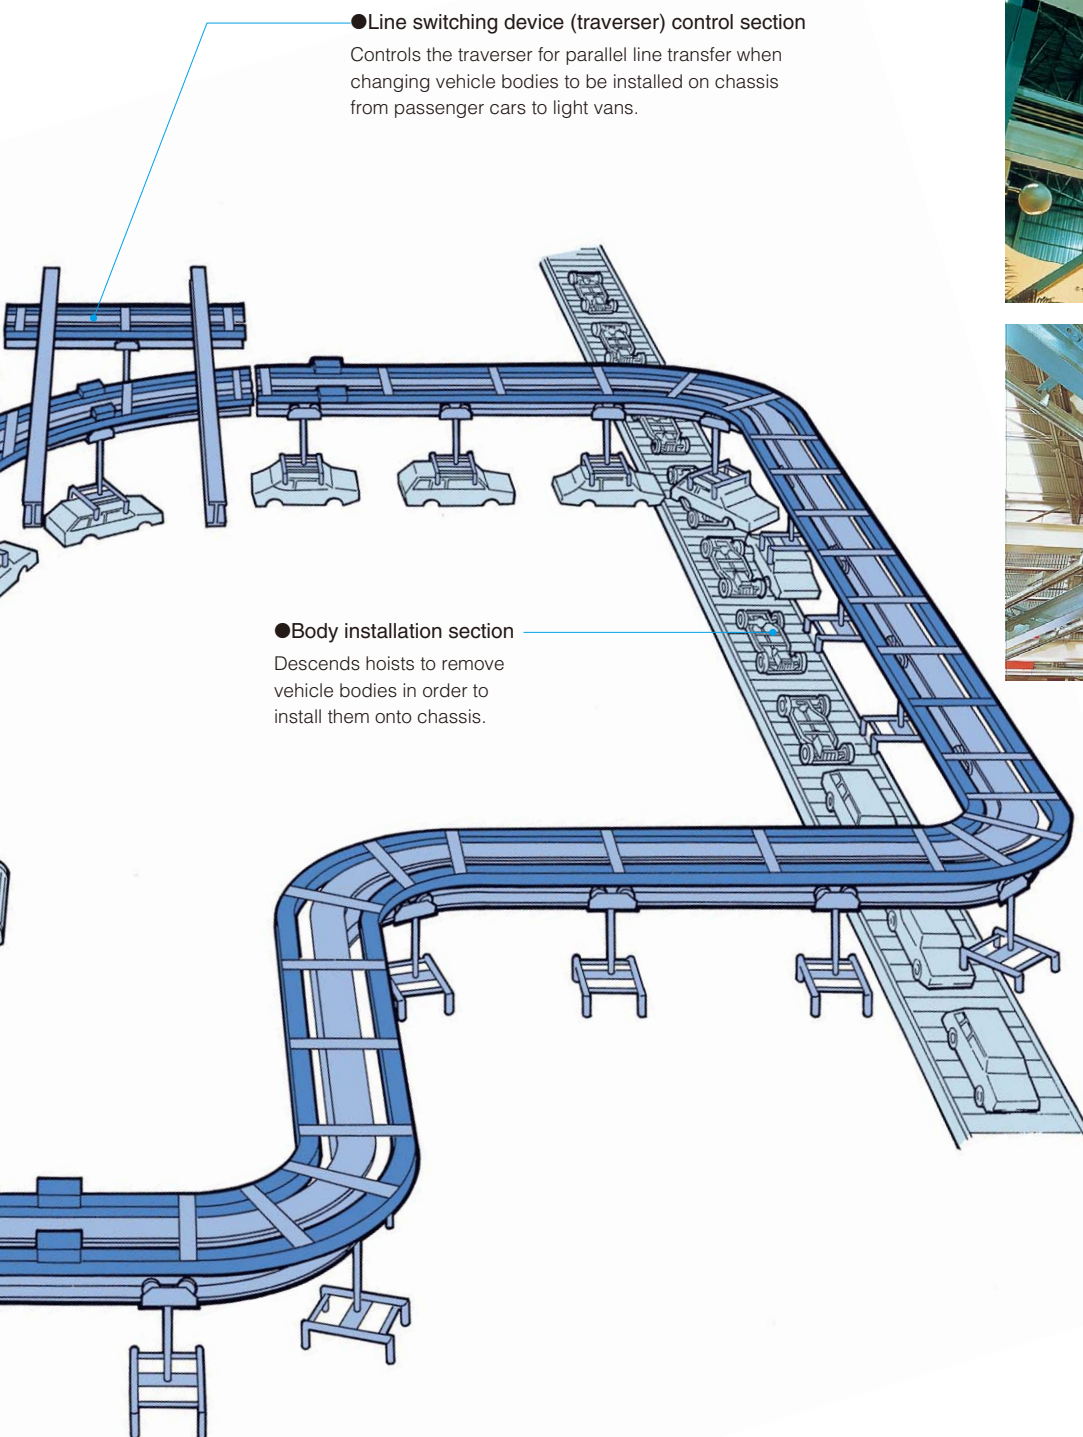 ●Line switching device (traverser) control section
Controls the traverser for parallel line transfer when
changing vehicle bodies to be installed on chassis
from passenger cars to light vans.
●Body installation section
Descends hoists to remove
vehicle bodies in order to
install them onto chassis.